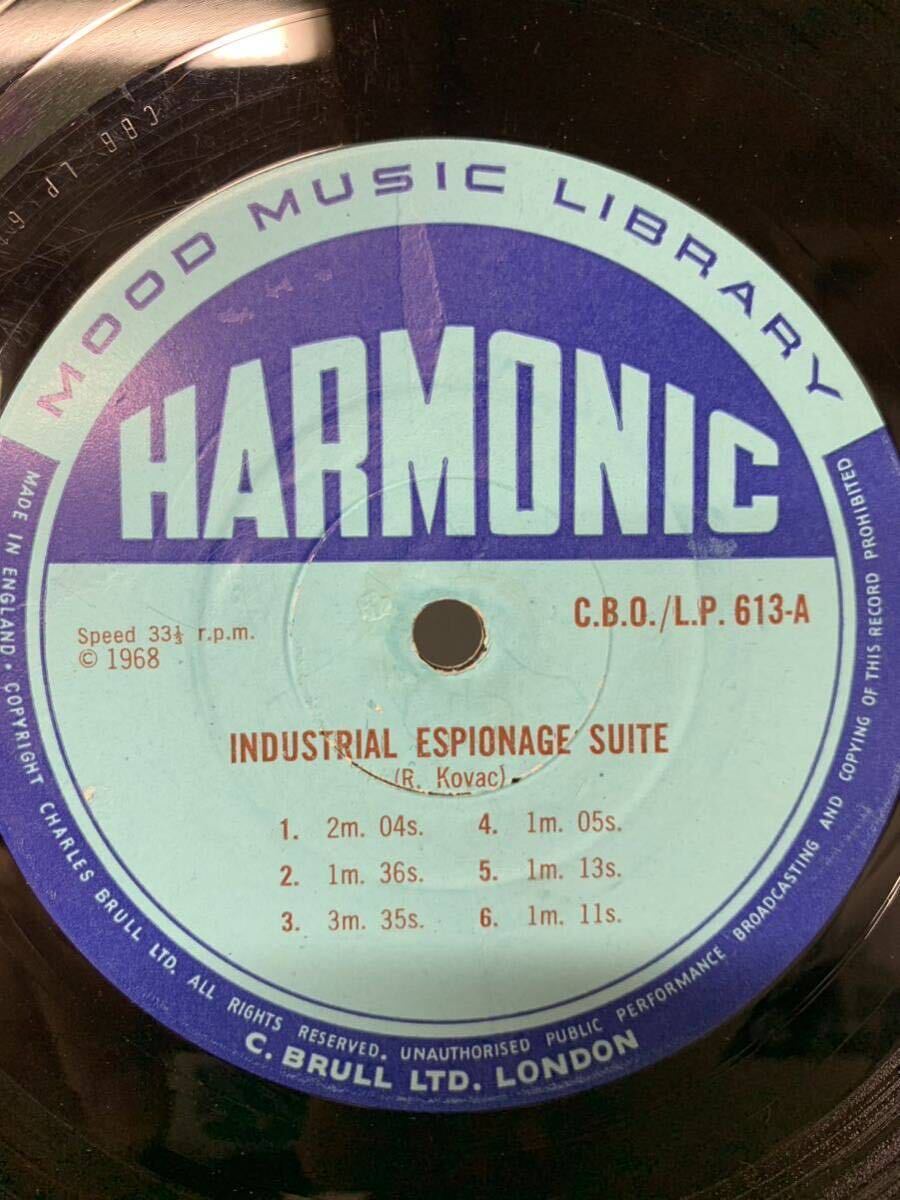 MOOD MUSIC LIBRARY
HARMONIC
Speed 33⅓ r.p.m.
© 1968
C.B.O./L.P. 613-A
INDUSTRIAL ESPIONAGE SUITE
(R. Kovac)
1. 2m. 04s. 4. 1m. 05s.
2. 1m. 36s. 5. 1m. 13s.
3. 3m. 35s. 6. 1m. 11s.
MADE IN ENGLAND · COPYRIGHT CHARLES BRULL LTD. ALL RIGHTS RESERVED. UNAUTHORISED PUBLIC PERFORMANCE BROADCASTING AND COPYING OF THIS RECORD PROHIBITED
C. BRULL LTD. LONDON
LP